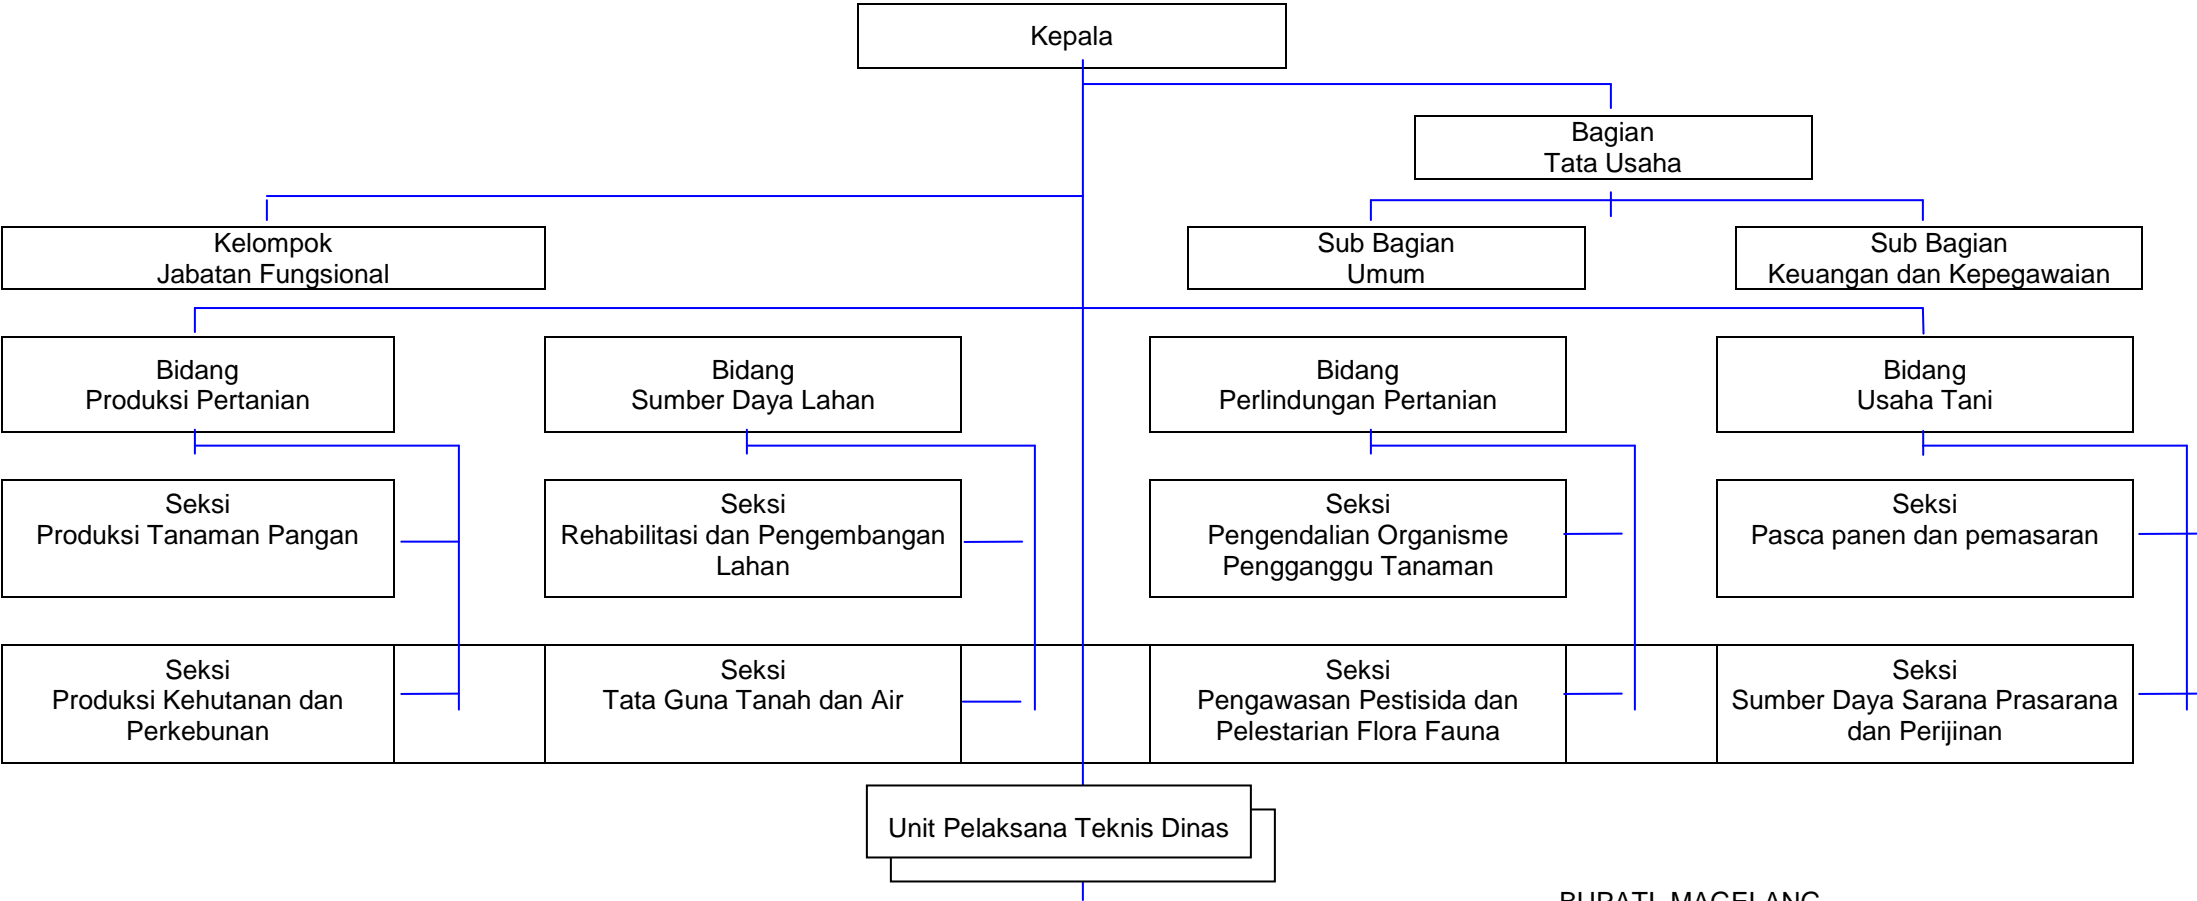 Kepala
Bagian
Tata Usaha
Kelompok
Jabatan Fungsional
Sub Bagian
Umum
Sub Bagian
Keuangan dan Kepegawaian
Bidang
Produksi Pertanian
Bidang
Sumber Daya Lahan
Bidang
Perlindungan Pertanian
Bidang
Usaha Tani
Seksi
Produksi Tanaman Pangan
Seksi
Rehabilitasi dan Pengembangan
Lahan
Seksi
Pengendalian Organisme
Pengganggu Tanaman
Seksi
Pasca panen dan pemasaran
Seksi
Produksi Kehutanan dan
Perkebunan
Seksi
Tata Guna Tanah dan Air
Seksi
Pengawasan Pestisida dan
Pelestarian Flora Fauna
Seksi
Sumber Daya Sarana Prasarana
dan Perijinan
Unit Pelaksana Teknis Dinas
BUPATI MAGELANG